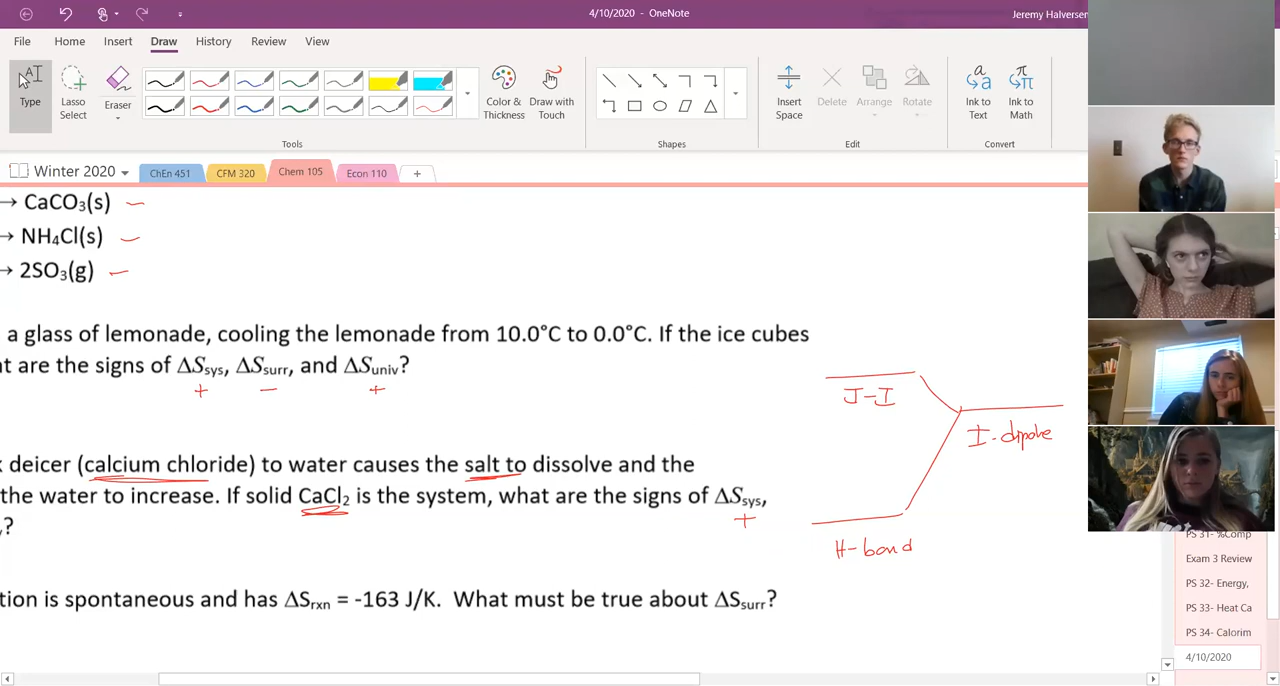 4/10/2020 - OneNote
Jeremy Halversen
File Home Insert Draw History Review View
Type
Lasso Select
Eraser
Color & Thickness
Draw with Touch
Insert Space
Delete
Arrange
Rotate
Ink to Text
Ink to Math
Tools
Shapes
Edit
Convert
Winter 2020
ChEn 451
CFM 320
Chem 105
Econ 110
+
→ CaCO₃(s) −
→ NH₄Cl(s) −
→ 2SO₃(g) −
a glass of lemonade, cooling the lemonade from 10.0°C to 0.0°C. If the ice cubes
at are the signs of ΔSsys, ΔSsurr, and ΔSuniv?
+ − +
I-I
I-dipole
k deicer (calcium chloride) to water causes the salt to dissolve and the
the water to increase. If solid CaCl₂ is the system, what are the signs of ΔSsys,
+
?
H-bond
tion is spontaneous and has ΔSrxn = -163 J/K. What must be true about ΔSsurr?
PS 31- %Comp
Exam 3 Review
PS 32- Energy,
PS 33- Heat Ca
PS 34- Calorim
4/10/2020